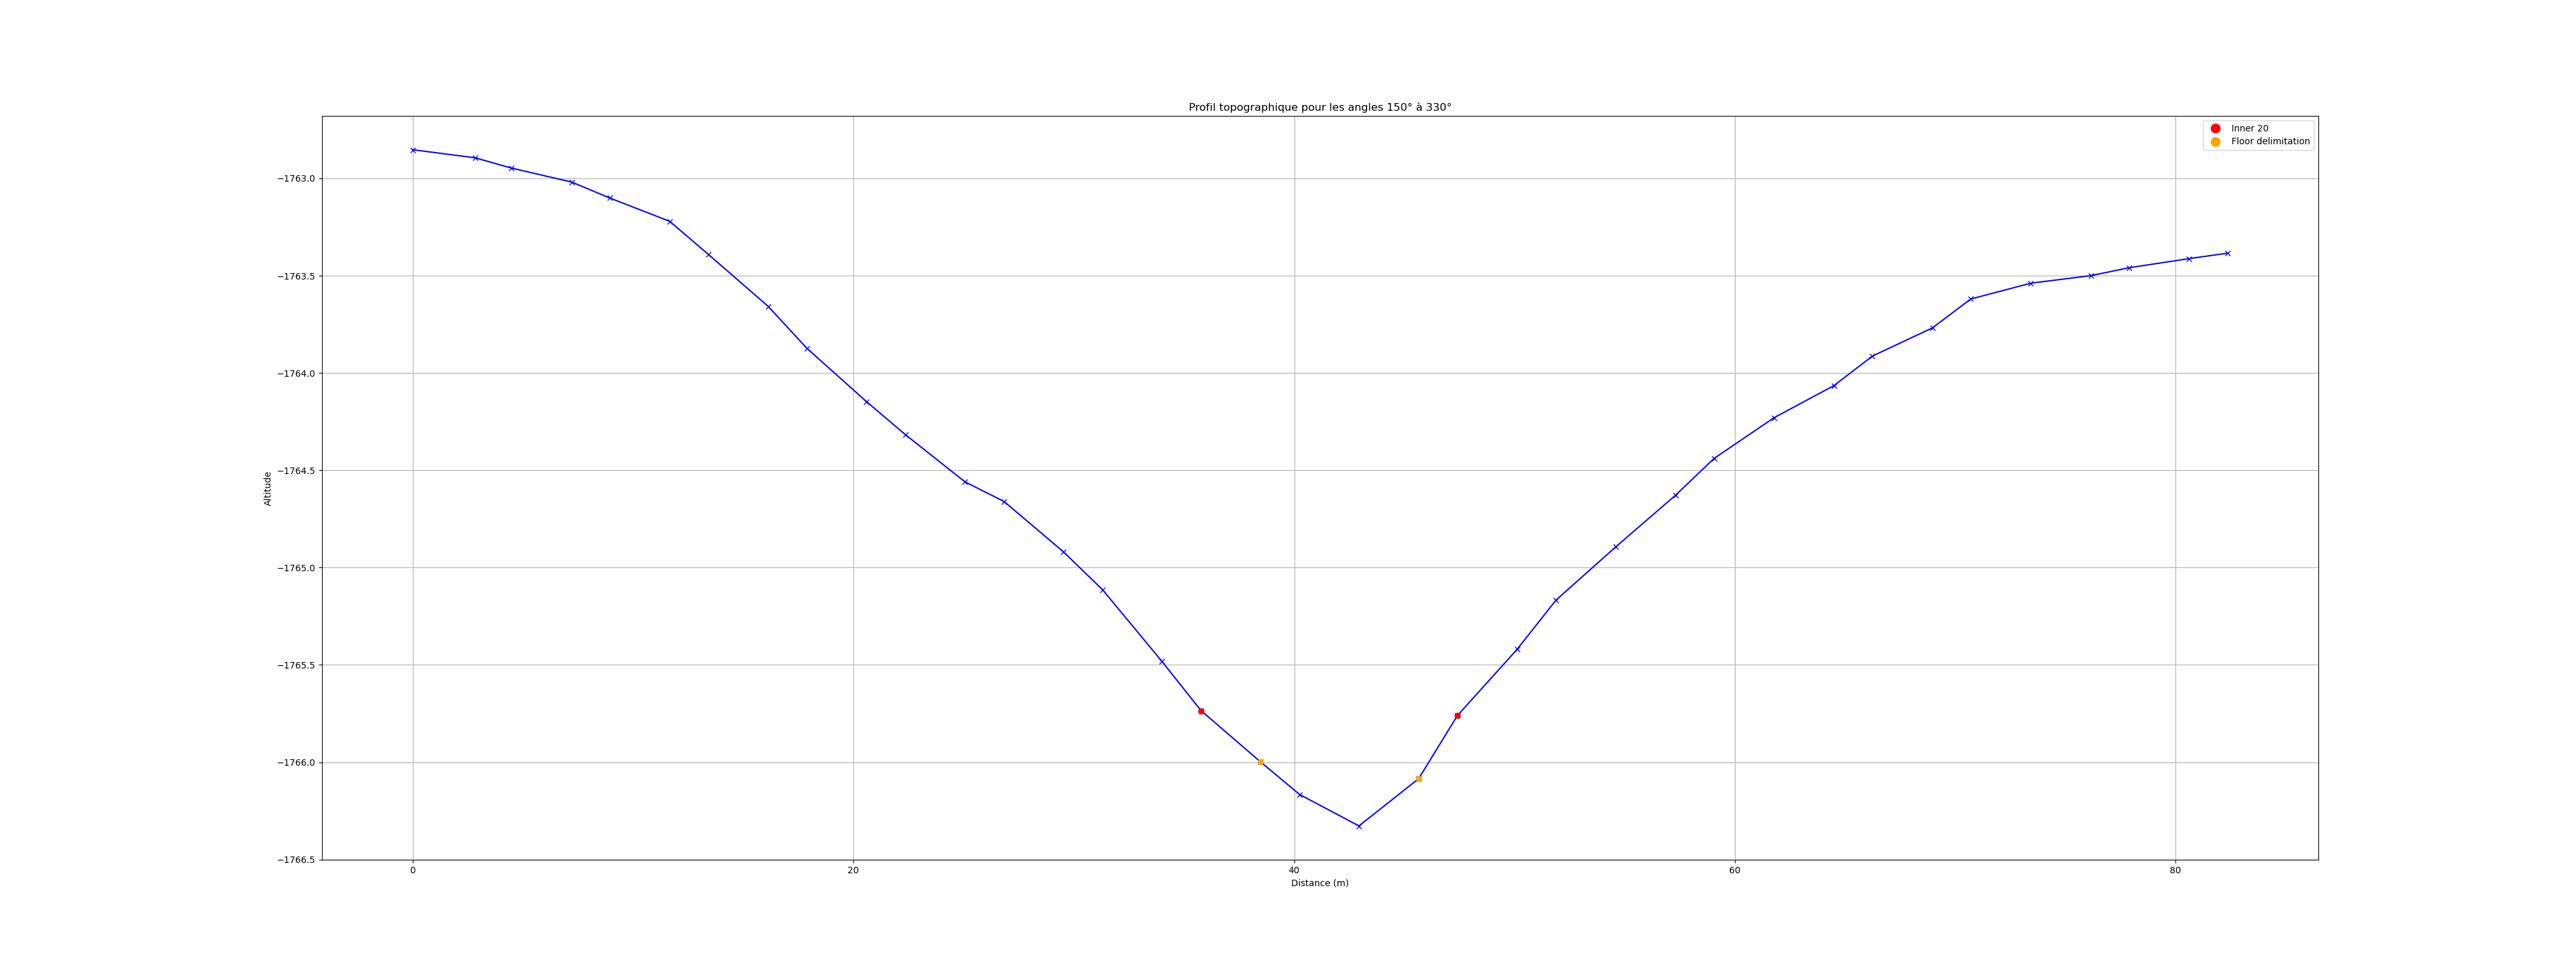 Profil topographique pour les angles 150° à 330°
Inner 20
Floor delimitation
−1763.0
−1763.5
−1764.0
−1764.5
−1765.0
−1765.5
−1766.0
−1766.5
Altitude
0 20 40 60 80
Distance (m)